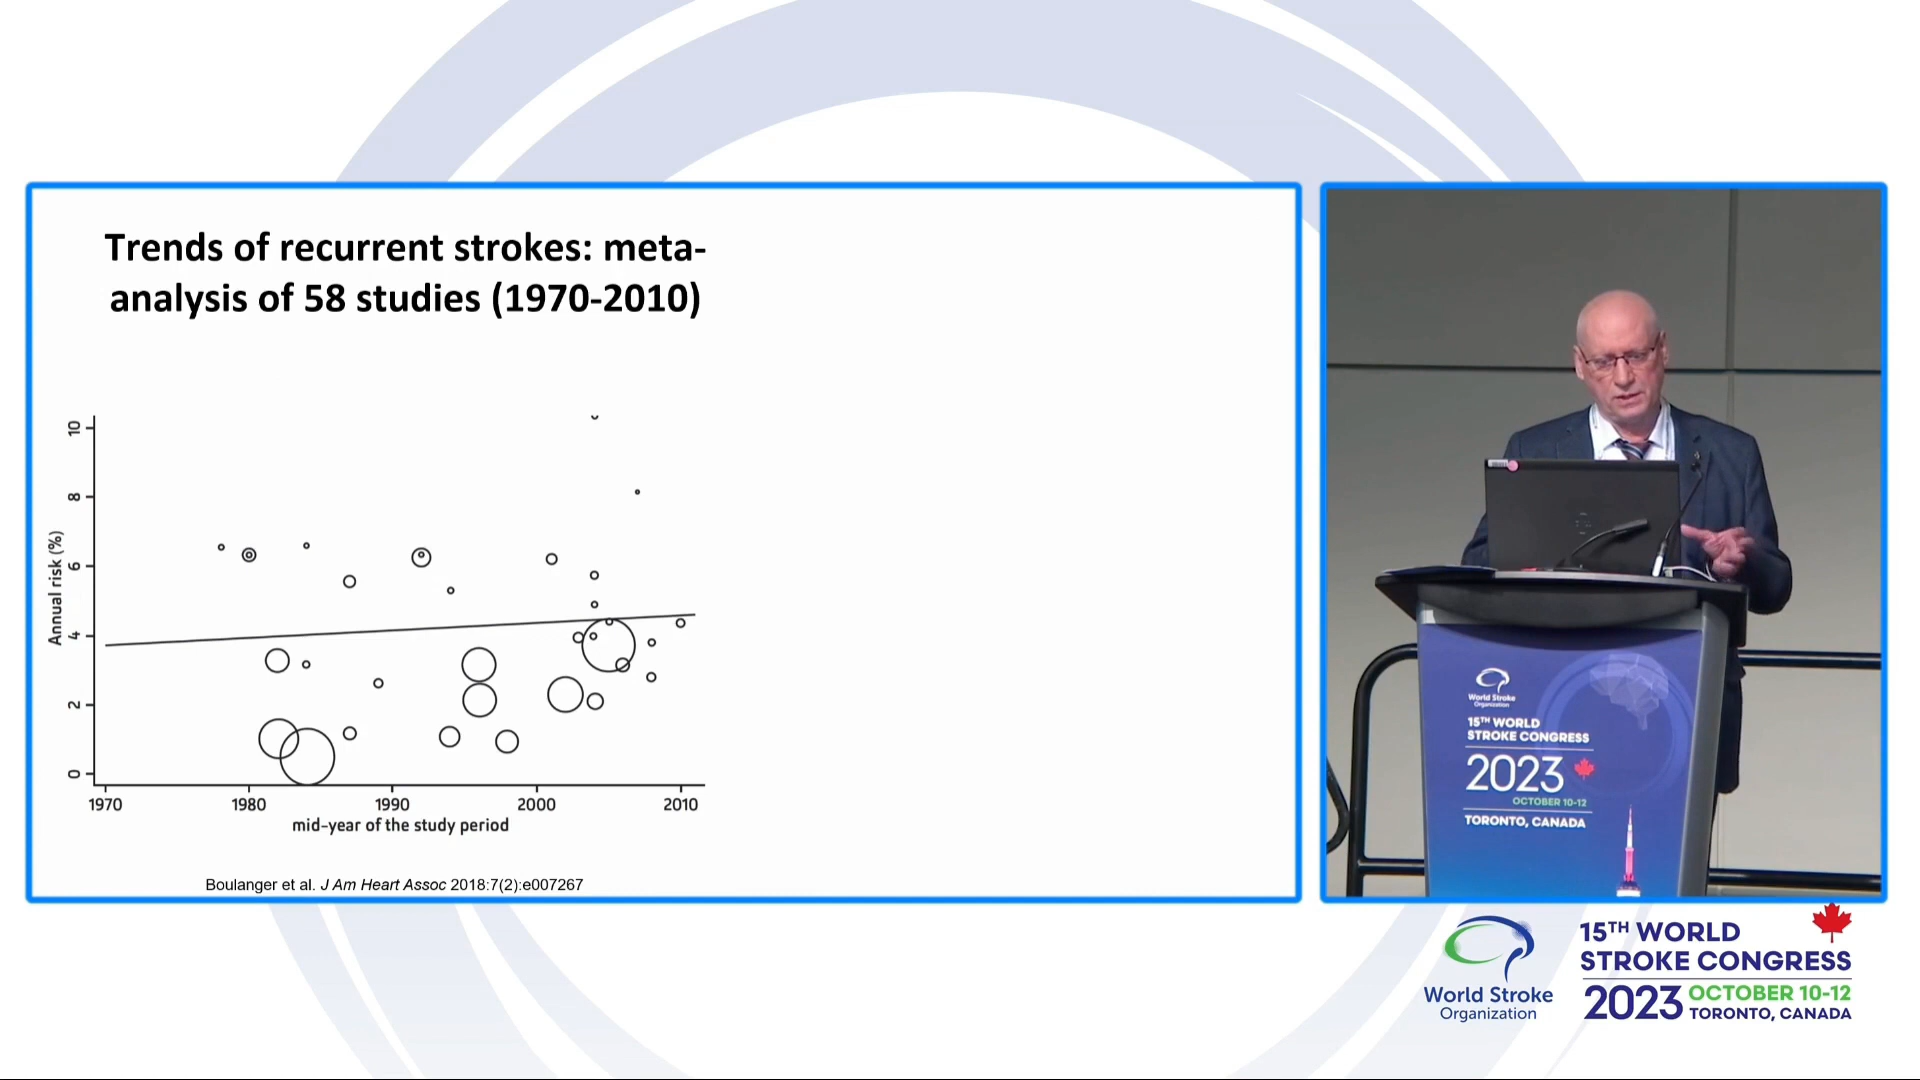 Trends of recurrent strokes: meta-
analysis of 58 studies (1970-2010)
10
8
6
4
2
0
Annual risk (%)
1970 1980 1990 2000 2010
mid-year of the study period
Boulanger et al. J Am Heart Assoc 2018:7(2):e007267
World Stroke
Organization
15TH WORLD
STROKE CONGRESS
2023
OCTOBER 10-12
TORONTO, CANADA
World Stroke
Organization
15TH WORLD
STROKE CONGRESS
2023 OCTOBER 10-12
TORONTO, CANADA